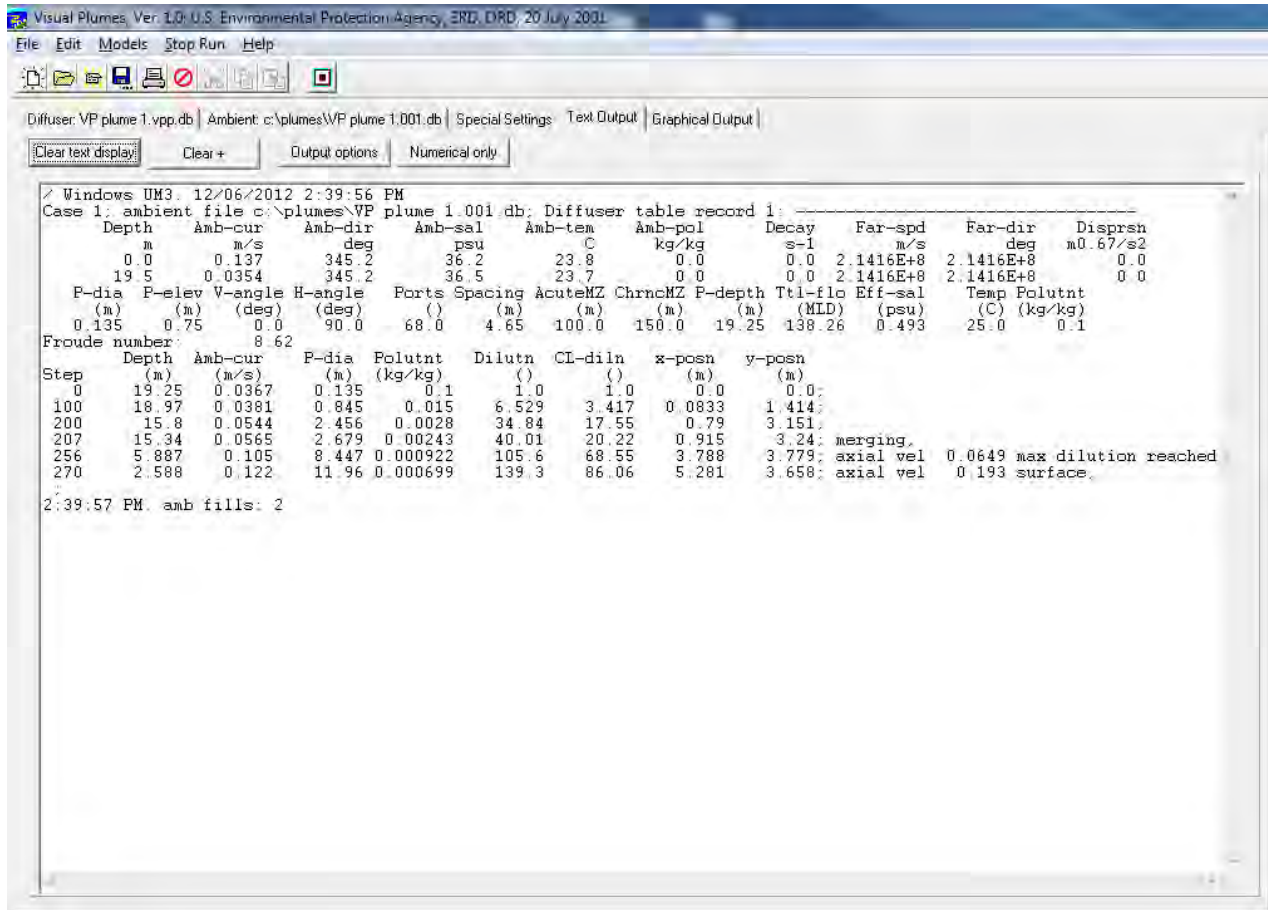 Visual Plumes, Ver. 1.0; U.S. Environmental Protection Agency, ERD, ORD, 20 July 2001
File Edit Models Stop Run Help
Diffuser: VP plume 1.vpp.db Ambient: c:\plumes\VP plume 1.001.db Special Settings Text Output Graphical Output
Clear text display Clear + Output options Numerical only
/ Windows UM3. 12/06/2012 2:39:56 PM
Case 1; ambient file c:\plumes\VP plume 1.001.db; Diffuser table record 1: ----------------------------------
Depth Amb-cur Amb-dir Amb-sal Amb-tem Amb-pol Decay Far-spd Far-dir Disprsn
m m/s deg psu C kg/kg s-1 m/s deg m0.67/s2
0.0 0.137 345.2 36.2 23.8 0.0 0.0 2.1416E+8 2.1416E+8 0.0
19.5 0.0354 345.2 36.5 23.7 0.0 0.0 2.1416E+8 2.1416E+8 0.0
P-dia P-elev V-angle H-angle Ports Spacing AcuteMZ ChrncMZ P-depth Ttl-flo Eff-sal Temp Polutnt
(m) (m) (deg) (deg) () (m) (m) (m) (m) (MLD) (psu) (C) (kg/kg)
0.135 0.75 0.0 90.0 68.0 4.65 100.0 150.0 19.25 138.26 0.493 25.0 0.1
Froude number: 8.62
Depth Amb-cur P-dia Polutnt Dilutn CL-diln x-posn y-posn
Step (m) (m/s) (m) (kg/kg) () () (m) (m)
0 19.25 0.0367 0.135 0.1 1.0 1.0 0.0 0.0;
100 18.97 0.0381 0.845 0.015 6.529 3.417 0.0833 1.414;
200 15.8 0.0544 2.456 0.0028 34.84 17.55 0.79 3.151;
207 15.34 0.0565 2.679 0.00243 40.01 20.22 0.915 3.24; merging,
256 5.887 0.105 8.447 0.000922 105.6 68.55 3.788 3.779; axial vel 0.0649 max dilution reached
270 2.588 0.122 11.96 0.000699 139.3 86.06 5.281 3.658; axial vel 0.193 surface,
;
2:39:57 PM. amb fills: 2